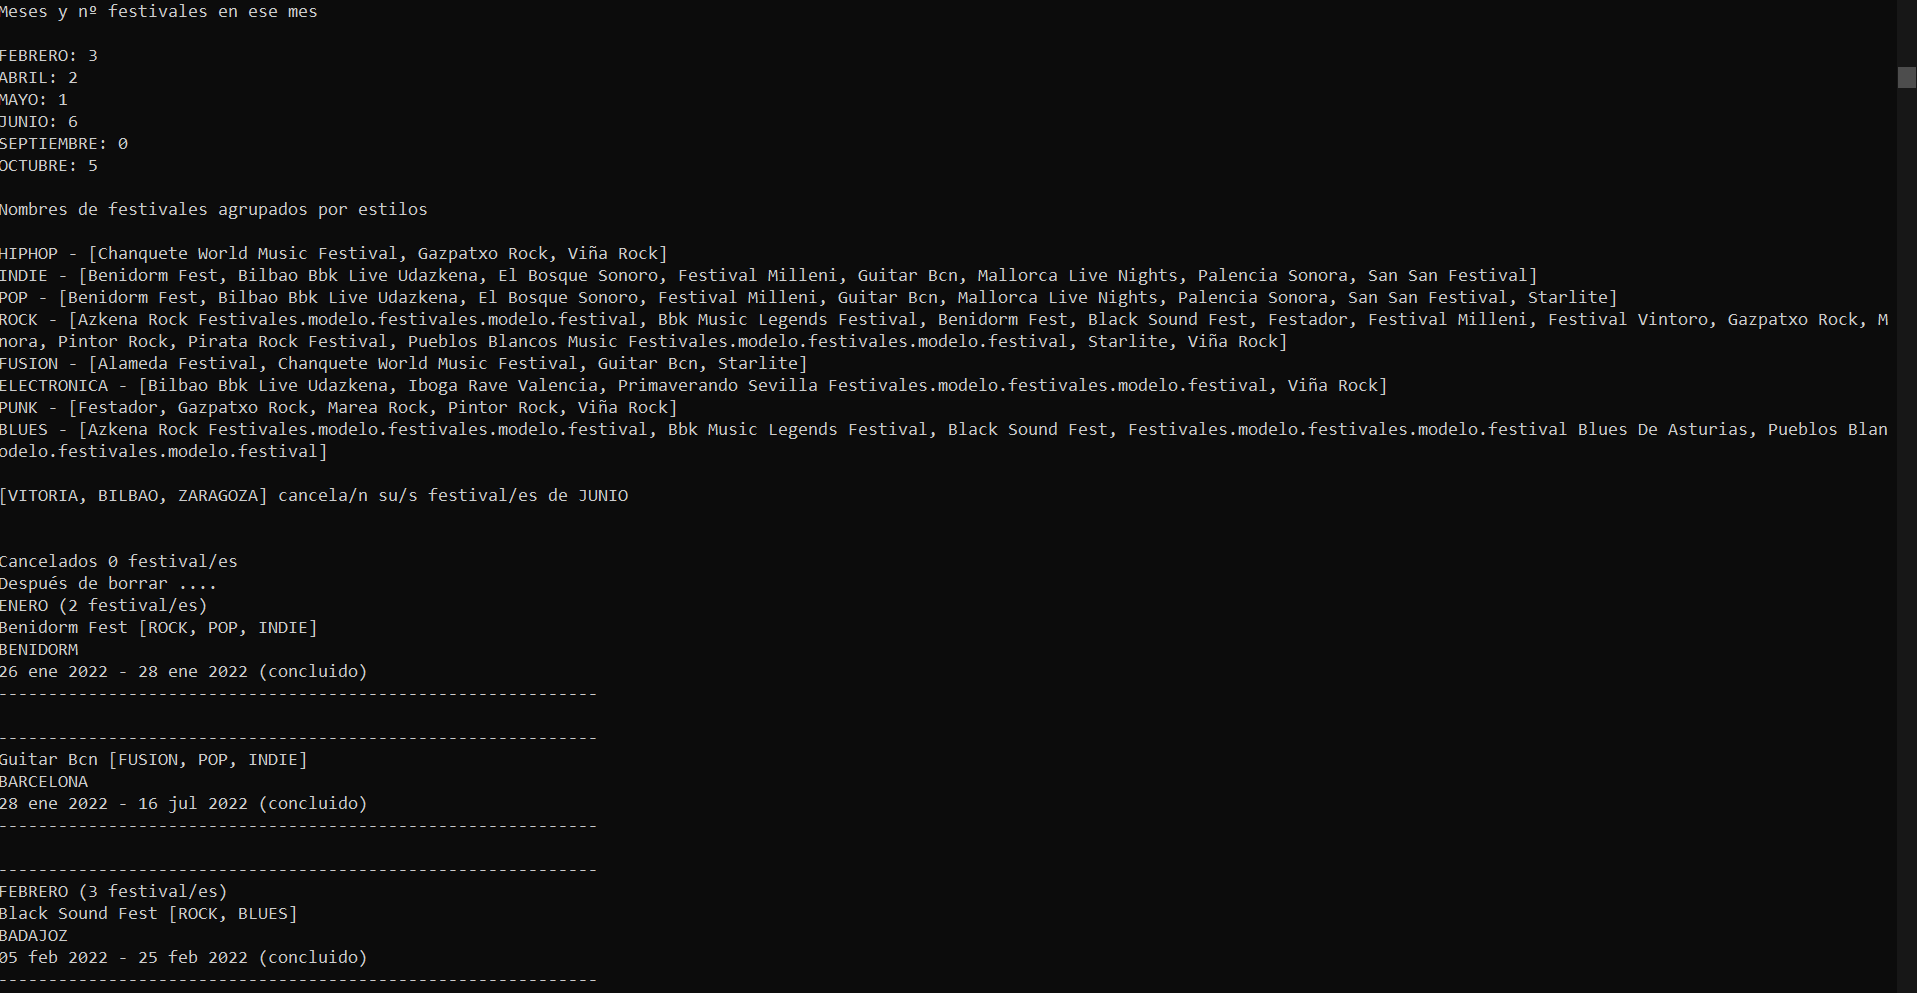 Meses y nº festivales en ese mes
FEBRERO: 3
ABRIL: 2
MAYO: 1
JUNIO: 6
SEPTIEMBRE: 0
OCTUBRE: 5
Nombres de festivales agrupados por estilos
HIPHOP - [Chanquete World Music Festival, Gazpatxo Rock, Viña Rock]
INDIE - [Benidorm Fest, Bilbao Bbk Live Udazkena, El Bosque Sonoro, Festival Milleni, Guitar Bcn, Mallorca Live Nights, Palencia Sonora, San San Festival]
POP - [Benidorm Fest, Bilbao Bbk Live Udazkena, El Bosque Sonoro, Festival Milleni, Guitar Bcn, Mallorca Live Nights, Palencia Sonora, San San Festival, Starlite]
ROCK - [Azkena Rock Festivales.modelo.festivales.modelo.festival, Bbk Music Legends Festival, Benidorm Fest, Black Sound Fest, Festador, Festival Milleni, Festival Vintoro, Gazpatxo Rock, M
nora, Pintor Rock, Pirata Rock Festival, Pueblos Blancos Music Festivales.modelo.festivales.modelo.festival, Starlite, Viña Rock]
FUSION - [Alameda Festival, Chanquete World Music Festival, Guitar Bcn, Starlite]
ELECTRONICA - [Bilbao Bbk Live Udazkena, Iboga Rave Valencia, Primaverando Sevilla Festivales.modelo.festivales.modelo.festival, Viña Rock]
PUNK - [Festador, Gazpatxo Rock, Marea Rock, Pintor Rock, Viña Rock]
BLUES - [Azkena Rock Festivales.modelo.festivales.modelo.festival, Bbk Music Legends Festival, Black Sound Fest, Festivales.modelo.festivales.modelo.festival Blues De Asturias, Pueblos Blan
odelo.festivales.modelo.festival]
[VITORIA, BILBAO, ZARAGOZA] cancela/n su/s festival/es de JUNIO
Cancelados 0 festival/es
Después de borrar ....
ENERO (2 festival/es)
Benidorm Fest [ROCK, POP, INDIE]
BENIDORM
26 ene 2022 - 28 ene 2022 (concluido)
------------------------------------------------------------
------------------------------------------------------------
Guitar Bcn [FUSION, POP, INDIE]
BARCELONA
28 ene 2022 - 16 jul 2022 (concluido)
------------------------------------------------------------
------------------------------------------------------------
FEBRERO (3 festival/es)
Black Sound Fest [ROCK, BLUES]
BADAJOZ
05 feb 2022 - 25 feb 2022 (concluido)
------------------------------------------------------------